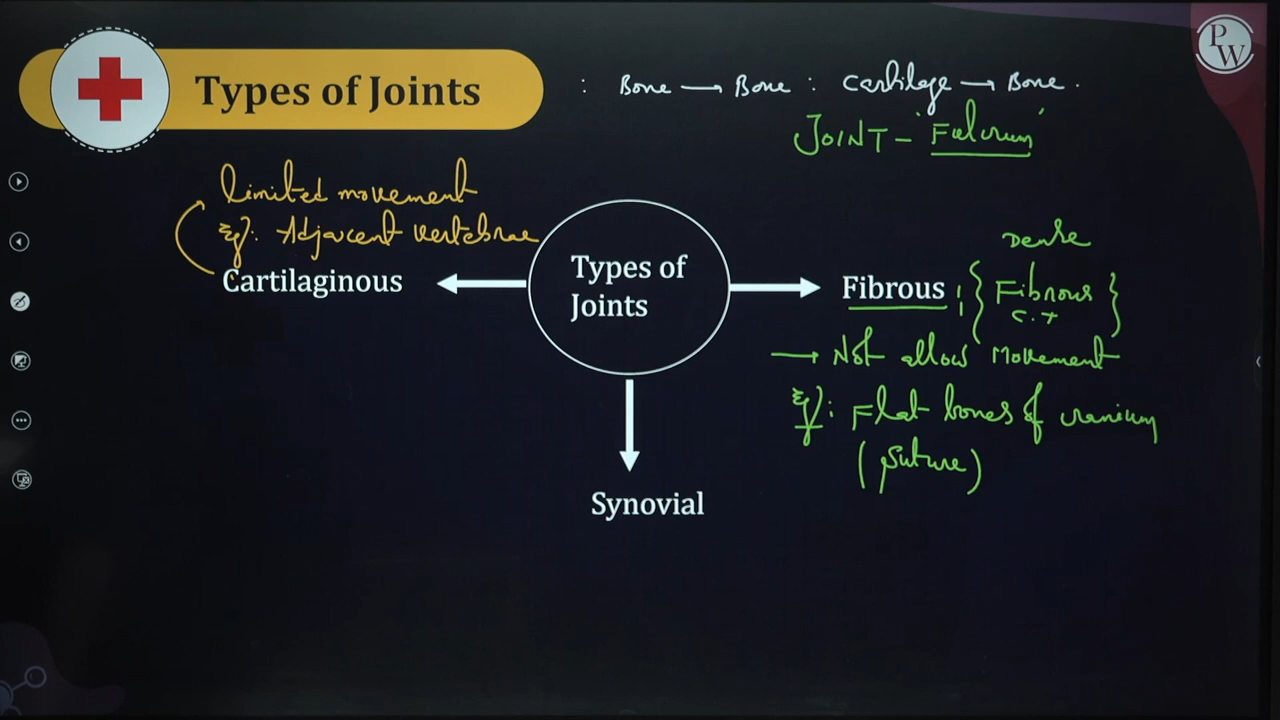 PW
Types of Joints
: Bone → Bone : Cartilage → Bone.
JOINT - 'Fulcrum'
limited movement
Eg: Adjacent vertebrae
Cartilaginous
Types of
Joints
Dense
Fibrous : { Fibrous }
C.T
→ Not allow Movement
Eg: Flat bones of cranium
(suture)
Synovial